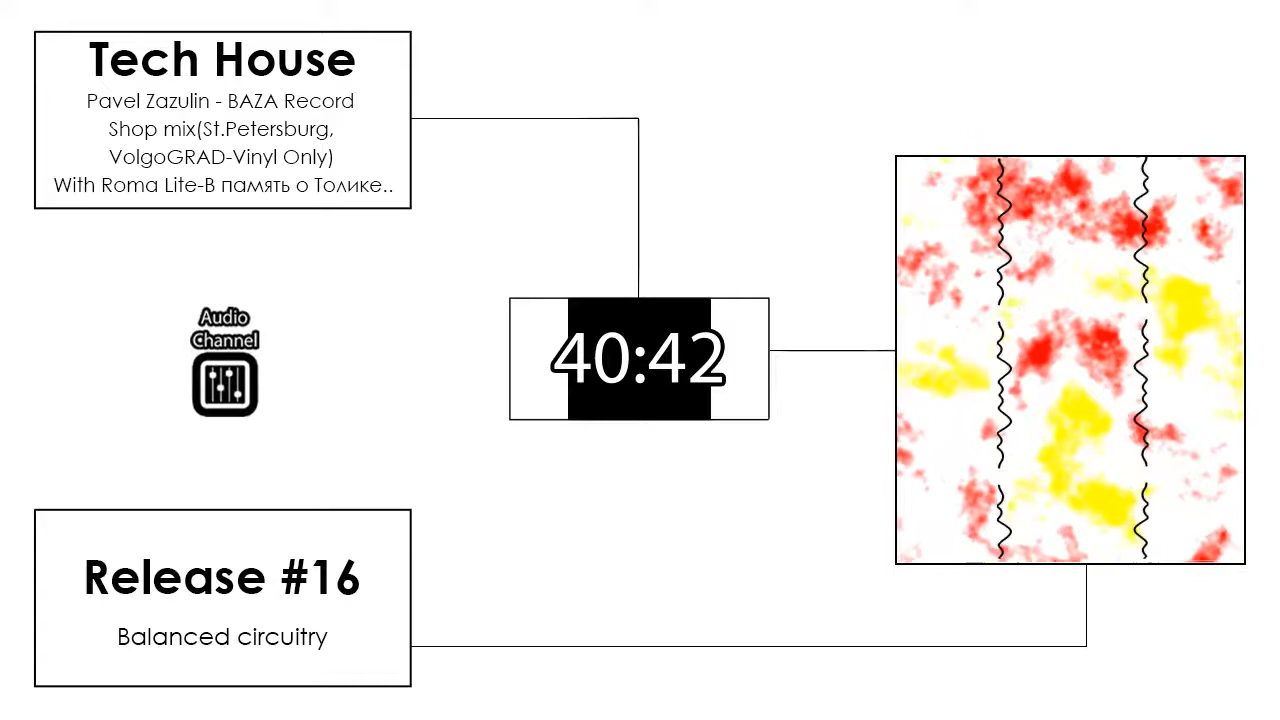 Tech House
Pavel Zazulin - BAZA Record
Shop mix(St.Petersburg,
VolgoGRAD-Vinyl Only)
With Roma Lite-B память о Толике..
Audio
Channel
40:42
Release #16
Balanced circuitry